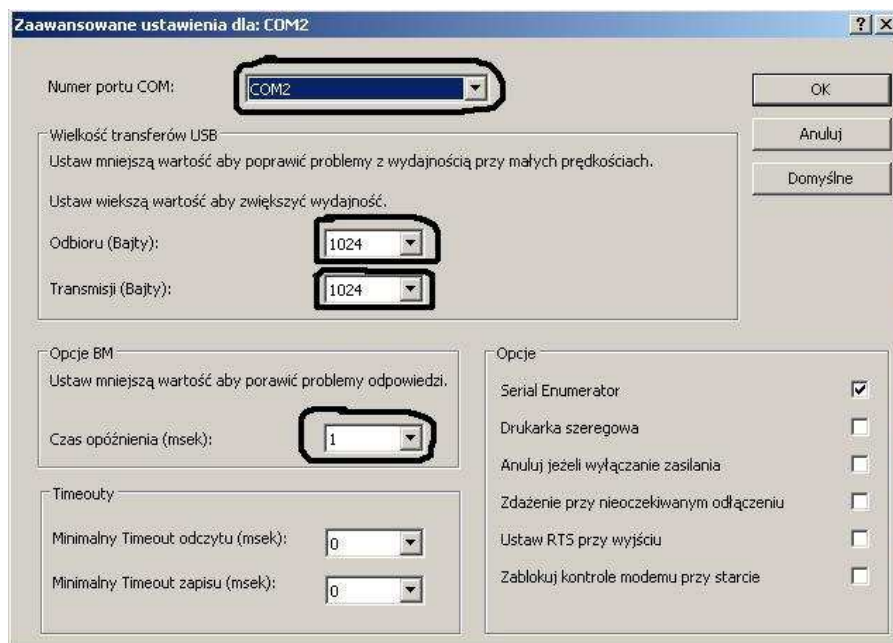 Zaawansowane ustawienia dla: COM2
Numer portu COM:
COM2
OK
Anuluj
Domyślne
Wielkość transferów USB
Ustaw mniejszą wartość aby poprawić problemy z wydajnością przy małych prędkościach.
Ustaw wiekszą wartość aby zwiększyć wydajność.
Odbioru (Bajty):
1024
Transmisji (Bajty):
1024
Opcje BM
Ustaw mniejszą wartość aby porawić problemy odpowiedzi.
Czas opóźnienia (msek):
1
Timeouty
Minimalny Timeout odczytu (msek):
0
Minimalny Timeout zapisu (msek):
0
Opcje
Serial Enumerator
Drukarka szeregowa
Anuluj jeżeli wyłączanie zasilania
Zdażenie przy nieoczekiwanym odłączeniu
Ustaw RTS przy wyjściu
Zablokuj kontrole modemu przy starcie